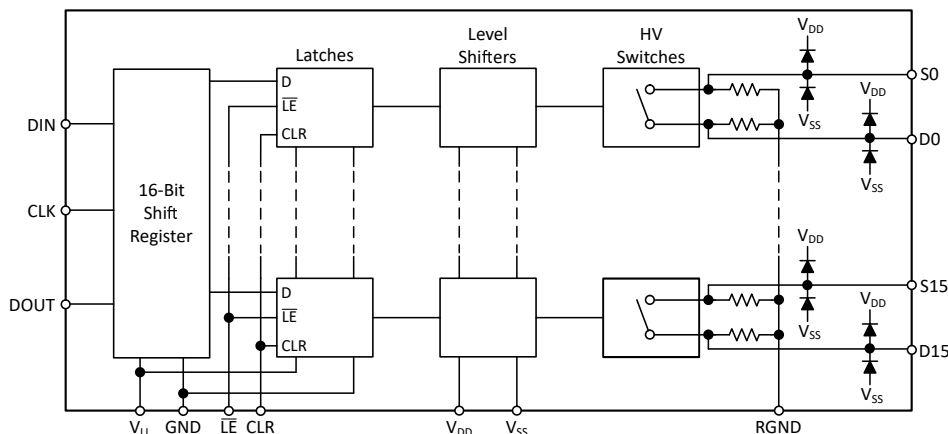 Latches
Level
Shifters
HV
Switches
V_DD
S0
D
LE
CLR
V_DD
V_SS
D0
V_SS
DIN
CLK
DOUT
16-Bit
Shift
Register
D
LE
CLR
V_DD
S15
V_DD
V_SS
D15
V_SS
V_LL
GND
LE
CLR
V_DD
V_SS
RGND